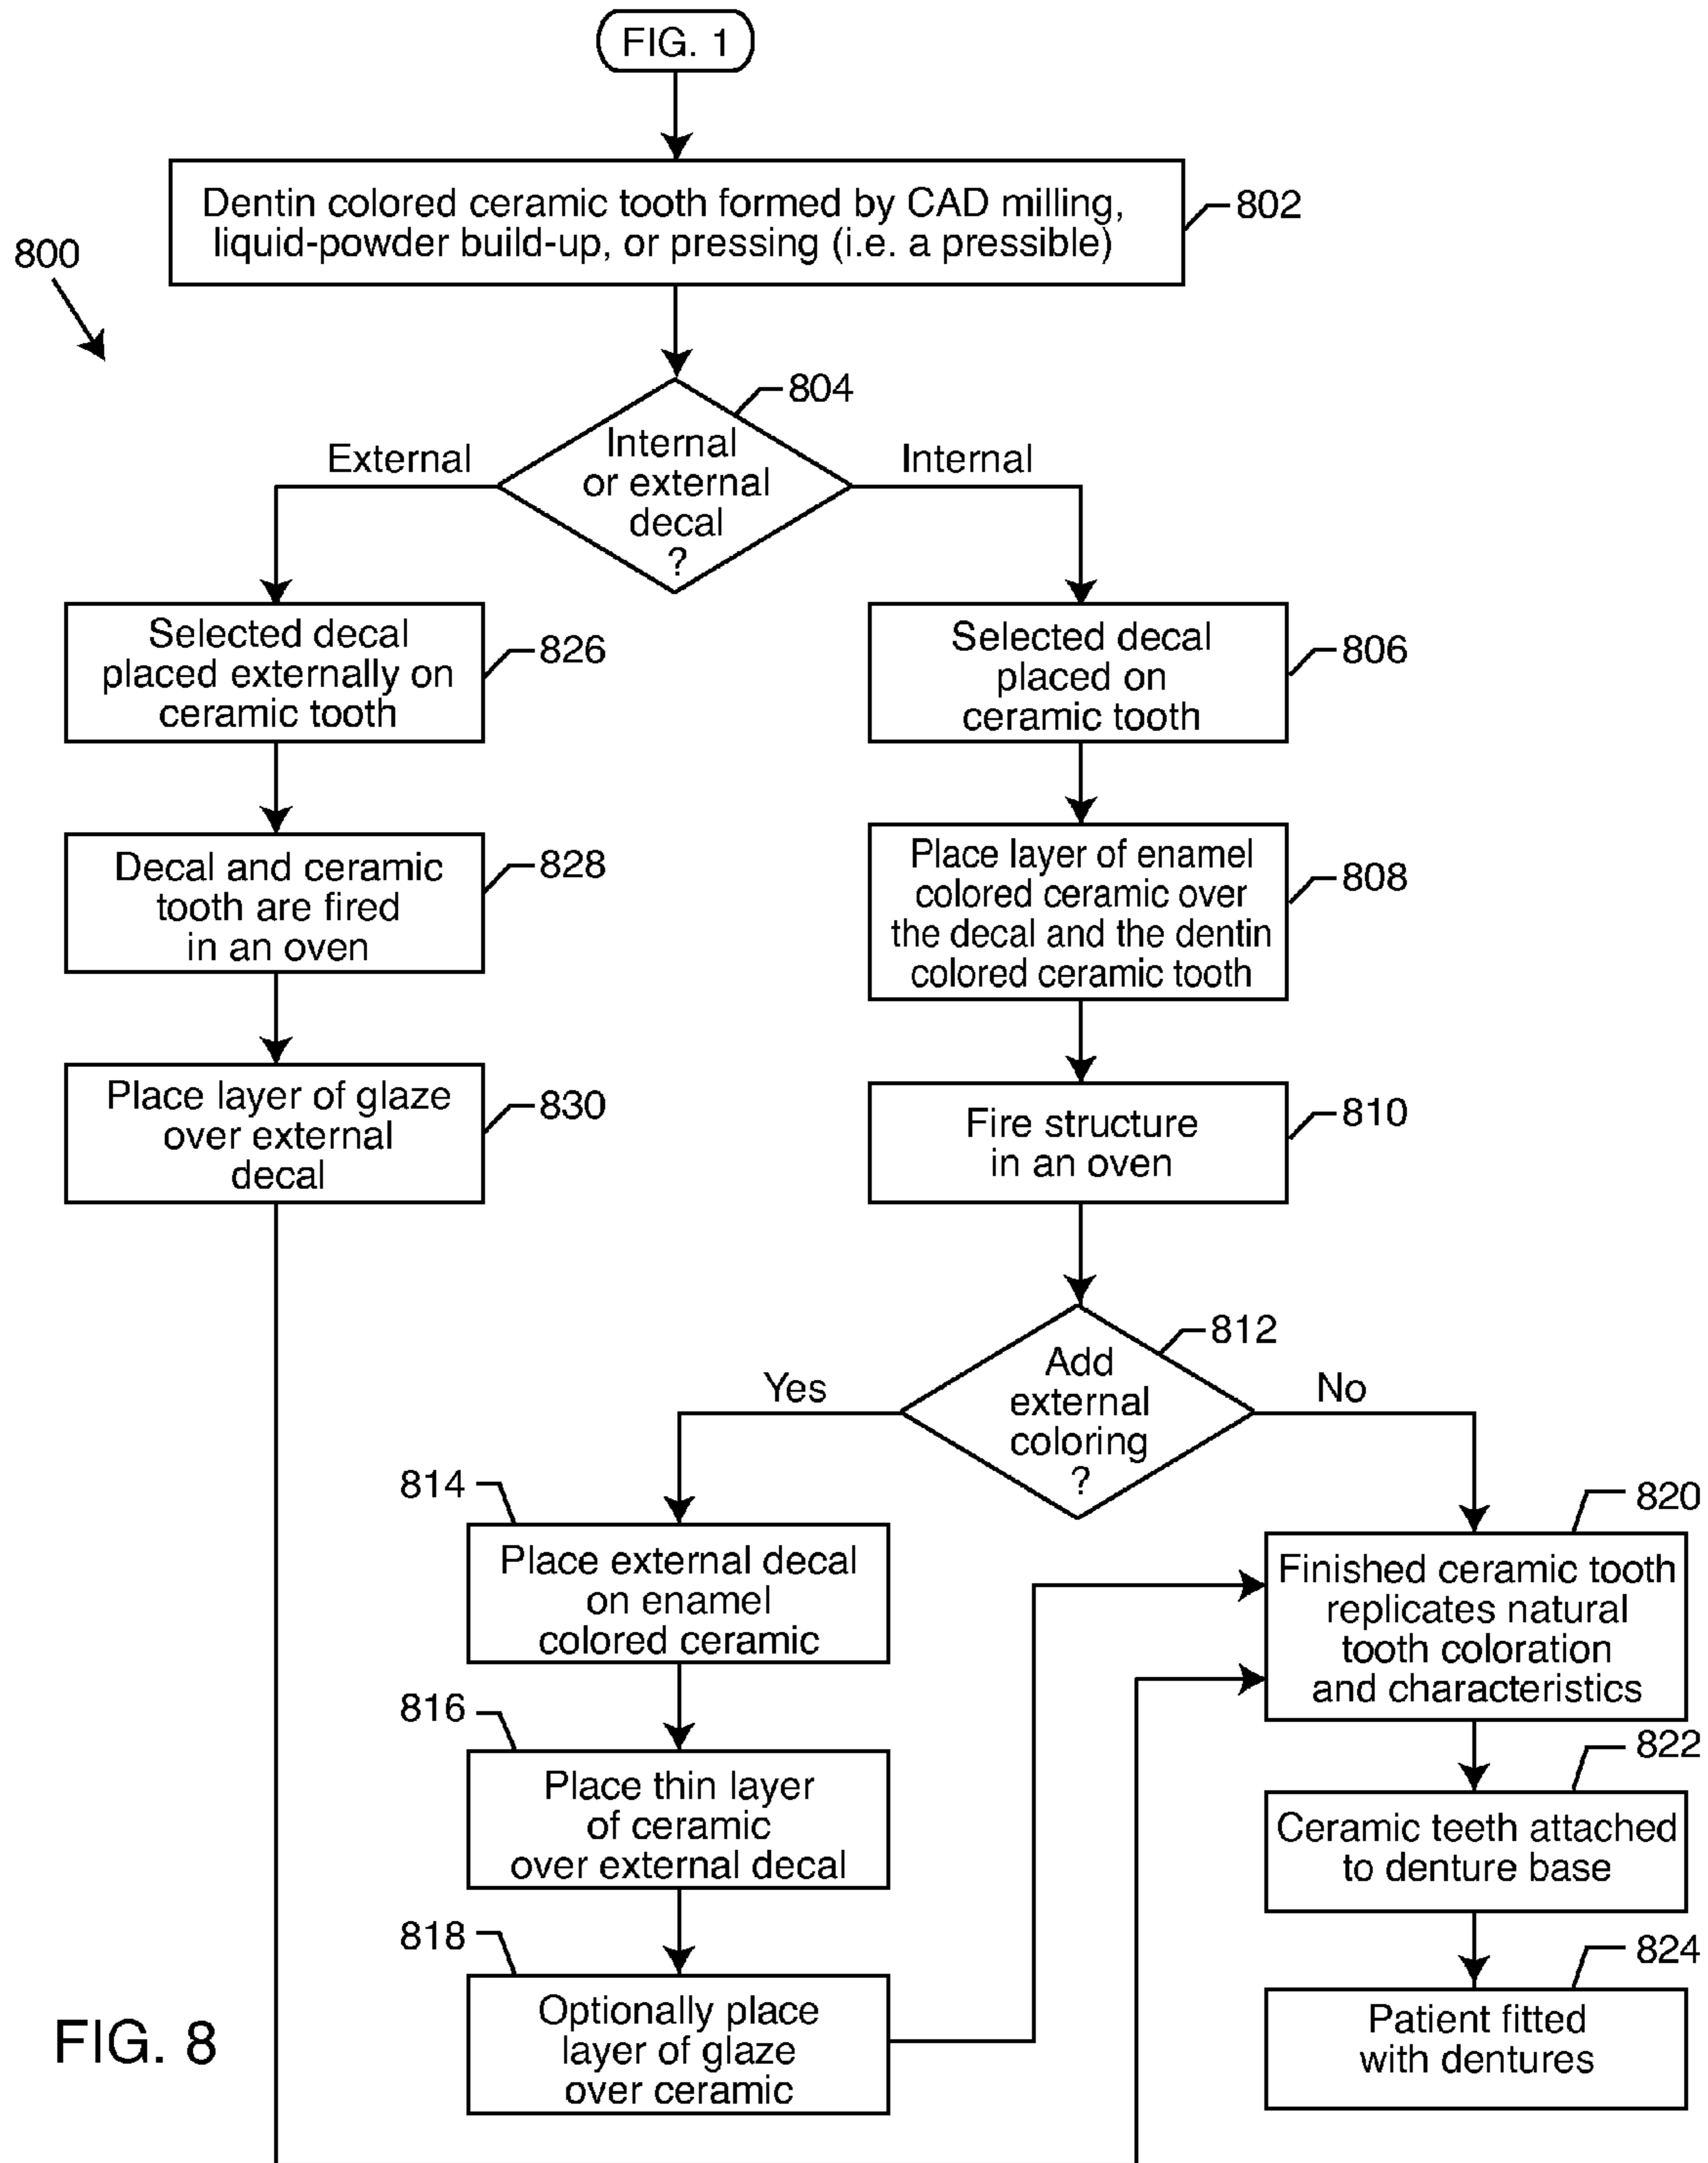 FIG. 1
Dentin colored ceramic tooth formed by CAD milling,
liquid-powder build-up, or pressing (i.e. a pressible)
802
800
804
Internal
or external
decal
?
External
Internal
Selected decal
placed externally on
ceramic tooth
826
Selected decal
placed on
ceramic tooth
806
Decal and ceramic
tooth are fired
in an oven
828
Place layer of enamel
colored ceramic over
the decal and the dentin
colored ceramic tooth
808
Place layer of glaze
over external
decal
830
Fire structure
in an oven
810
812
Add
external
coloring
?
Yes
No
814
Place external decal
on enamel
colored ceramic
820
Finished ceramic tooth
replicates natural
tooth coloration
and characteristics
816
Place thin layer
of ceramic
over external decal
822
Ceramic teeth attached
to denture base
818
Optionally place
layer of glaze
over ceramic
824
Patient fitted
with dentures
FIG. 8